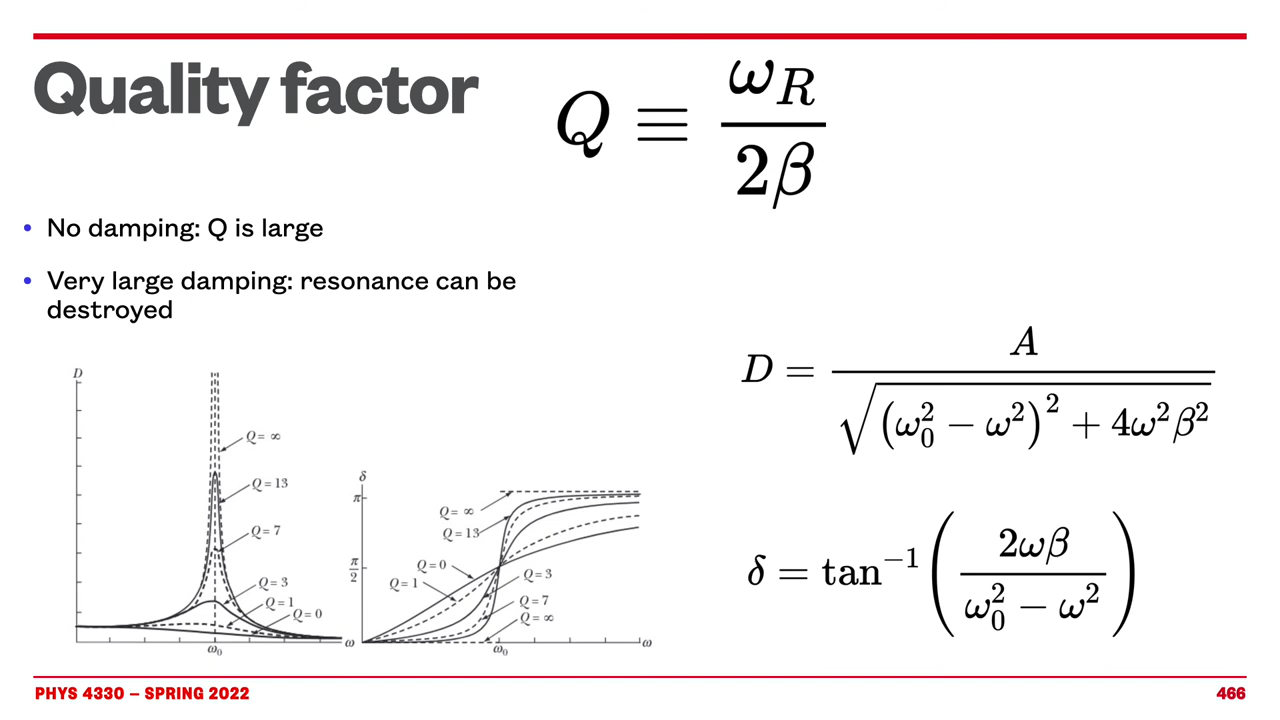 Quality factor
Q ≡ ω_R / 2β
• No damping: Q is large
• Very large damping: resonance can be
destroyed
D = A / √((ω₀² − ω²)² + 4ω²β²)
δ = tan⁻¹(2ωβ / (ω₀² − ω²))
D
Q = ∞
Q = 13
Q = 7
Q = 3
Q = 1
Q = 0
ω₀
ω
δ
π
π/2
Q = ∞
Q = 13
Q = 0
Q = 1
Q = 3
Q = 7
Q = ∞
ω₀
ω
PHYS 4330 – SPRING 2022
466